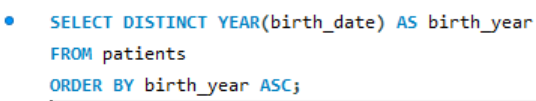 SELECT DISTINCT YEAR(birth_date) AS birth_year
FROM patients
ORDER BY birth_year ASC;